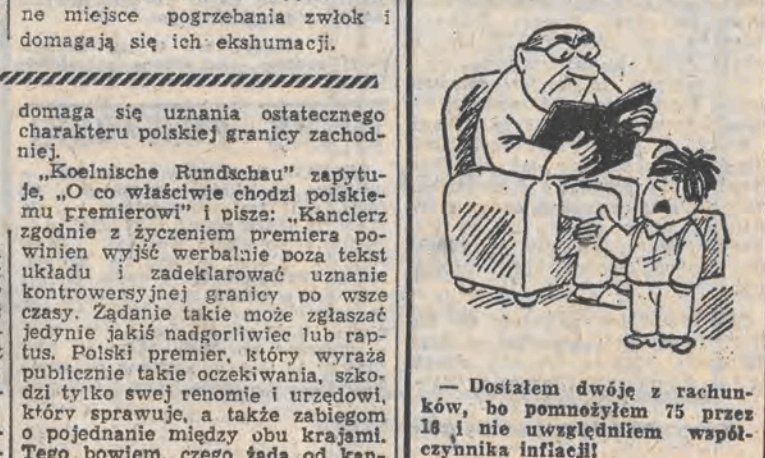 ne miejsce pogrzebania zwłok i
domagają się ich ekshumacji.
domaga się uznania ostatecznego
charakteru polskiej granicy zachod-
niej.
„Koelnische Rundschau” zapytu-
je, „O co właściwie chodzi polskie-
mu premierowi” i pisze: „Kanclerz
zgodnie z życzeniem premiera po-
winien wyjść werbalnie poza tekst
układu i zadeklarować uznanie
kontrowersyjnej granicy po wsze
czasy. Żądanie takie może zgłaszać
jedynie jakiś nadgorliwiec lub rap-
tus. Polski premier, który wyraża
publicznie takie oczekiwania, szko-
dzi tylko swej renomie i urzędowi,
który sprawuje, a także zabiegom
o pojednanie między obu krajami.
Tego bowiem, czego żąda od kan-
— Dostałem dwóję z rachun-
ków, bo pomnożyłem 75 przez
16 i nie uwzględniłem współ-
czynnika inflacji!